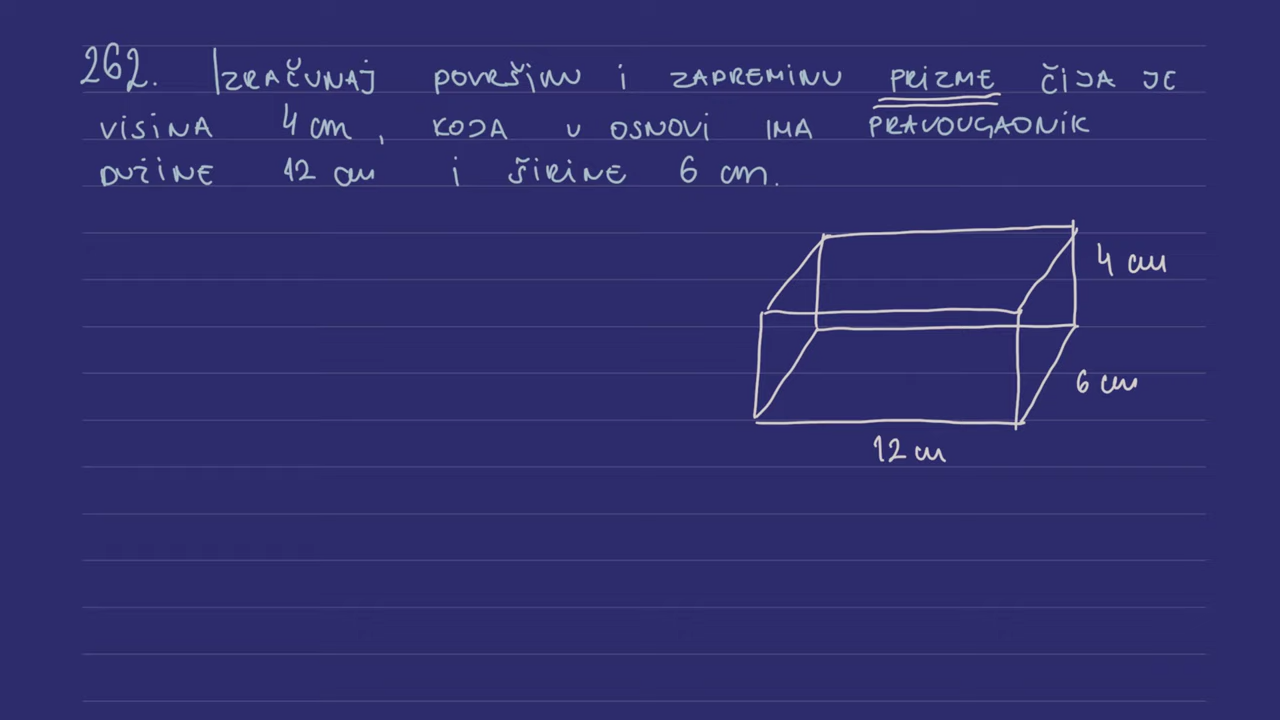 262. IZRAČUNAJ POVRŠINU I ZAPREMINU PRIZME ČIJA JE
VISINA 4 cm, KOJA U OSNOVI IMA PRAVOUGAONIK
DUŽINE 12 cm I ŠIRINE 6 cm.
4 cm
6 cm
12 cm